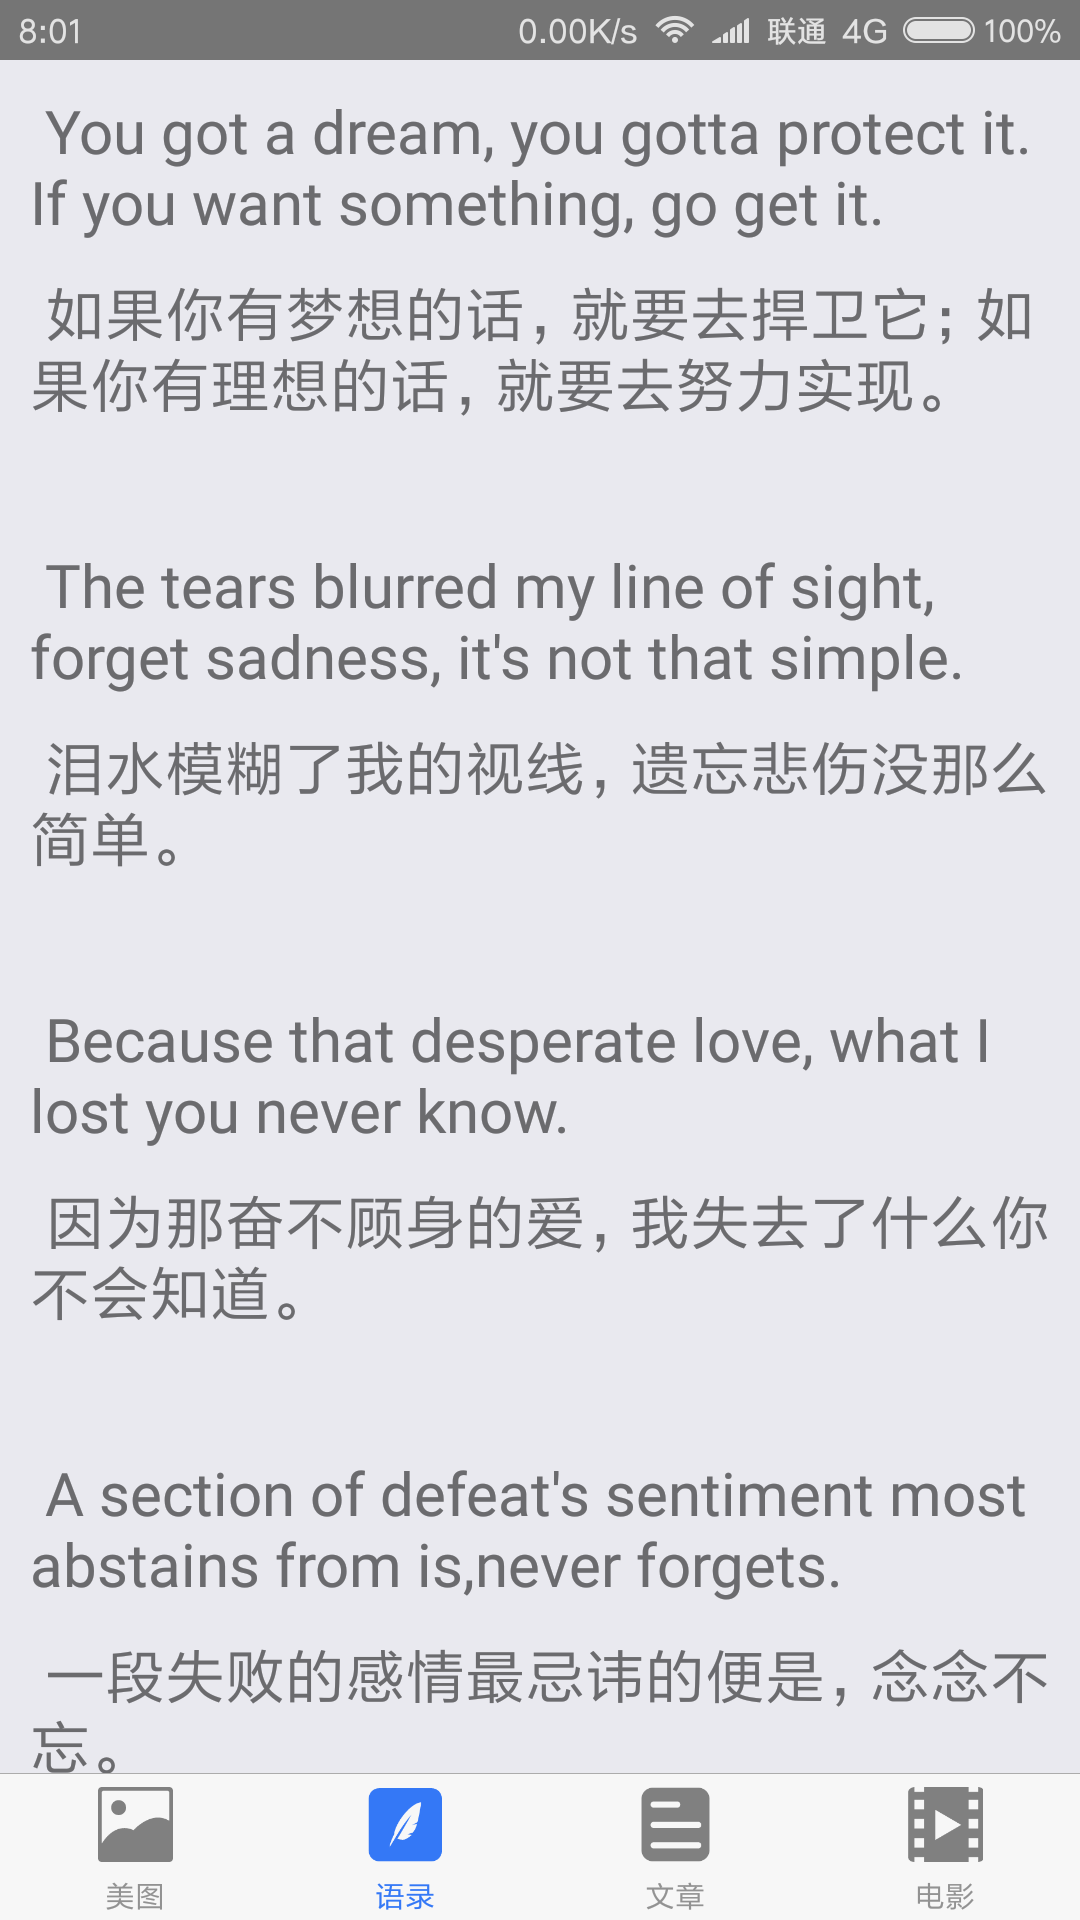 8:01 0.00K/s 联通 4G 100%
You got a dream, you gotta protect it.
If you want something, go get it.
如果你有梦想的话，就要去捍卫它；如
果你有理想的话，就要去努力实现。
The tears blurred my line of sight,
forget sadness, it's not that simple.
泪水模糊了我的视线，遗忘悲伤没那么
简单。
Because that desperate love, what I
lost you never know.
因为那奋不顾身的爱，我失去了什么你
不会知道。
A section of defeat's sentiment most
abstains from is,never forgets.
一段失败的感情最忌讳的便是，念念不
忘。
美图 语录 文章 电影